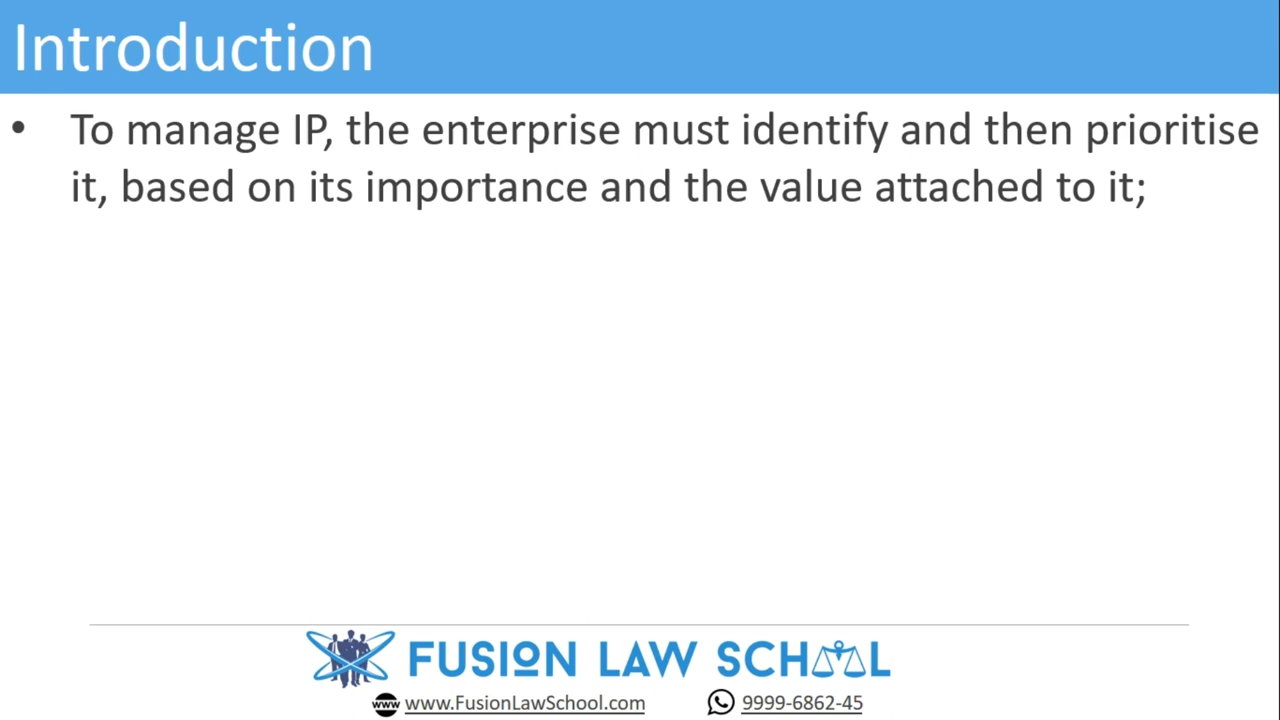 Introduction
• To manage IP, the enterprise must identify and then prioritise
it, based on its importance and the value attached to it;
FUSION LAW SCHOOL
www www.FusionLawSchool.com 9999-6862-45